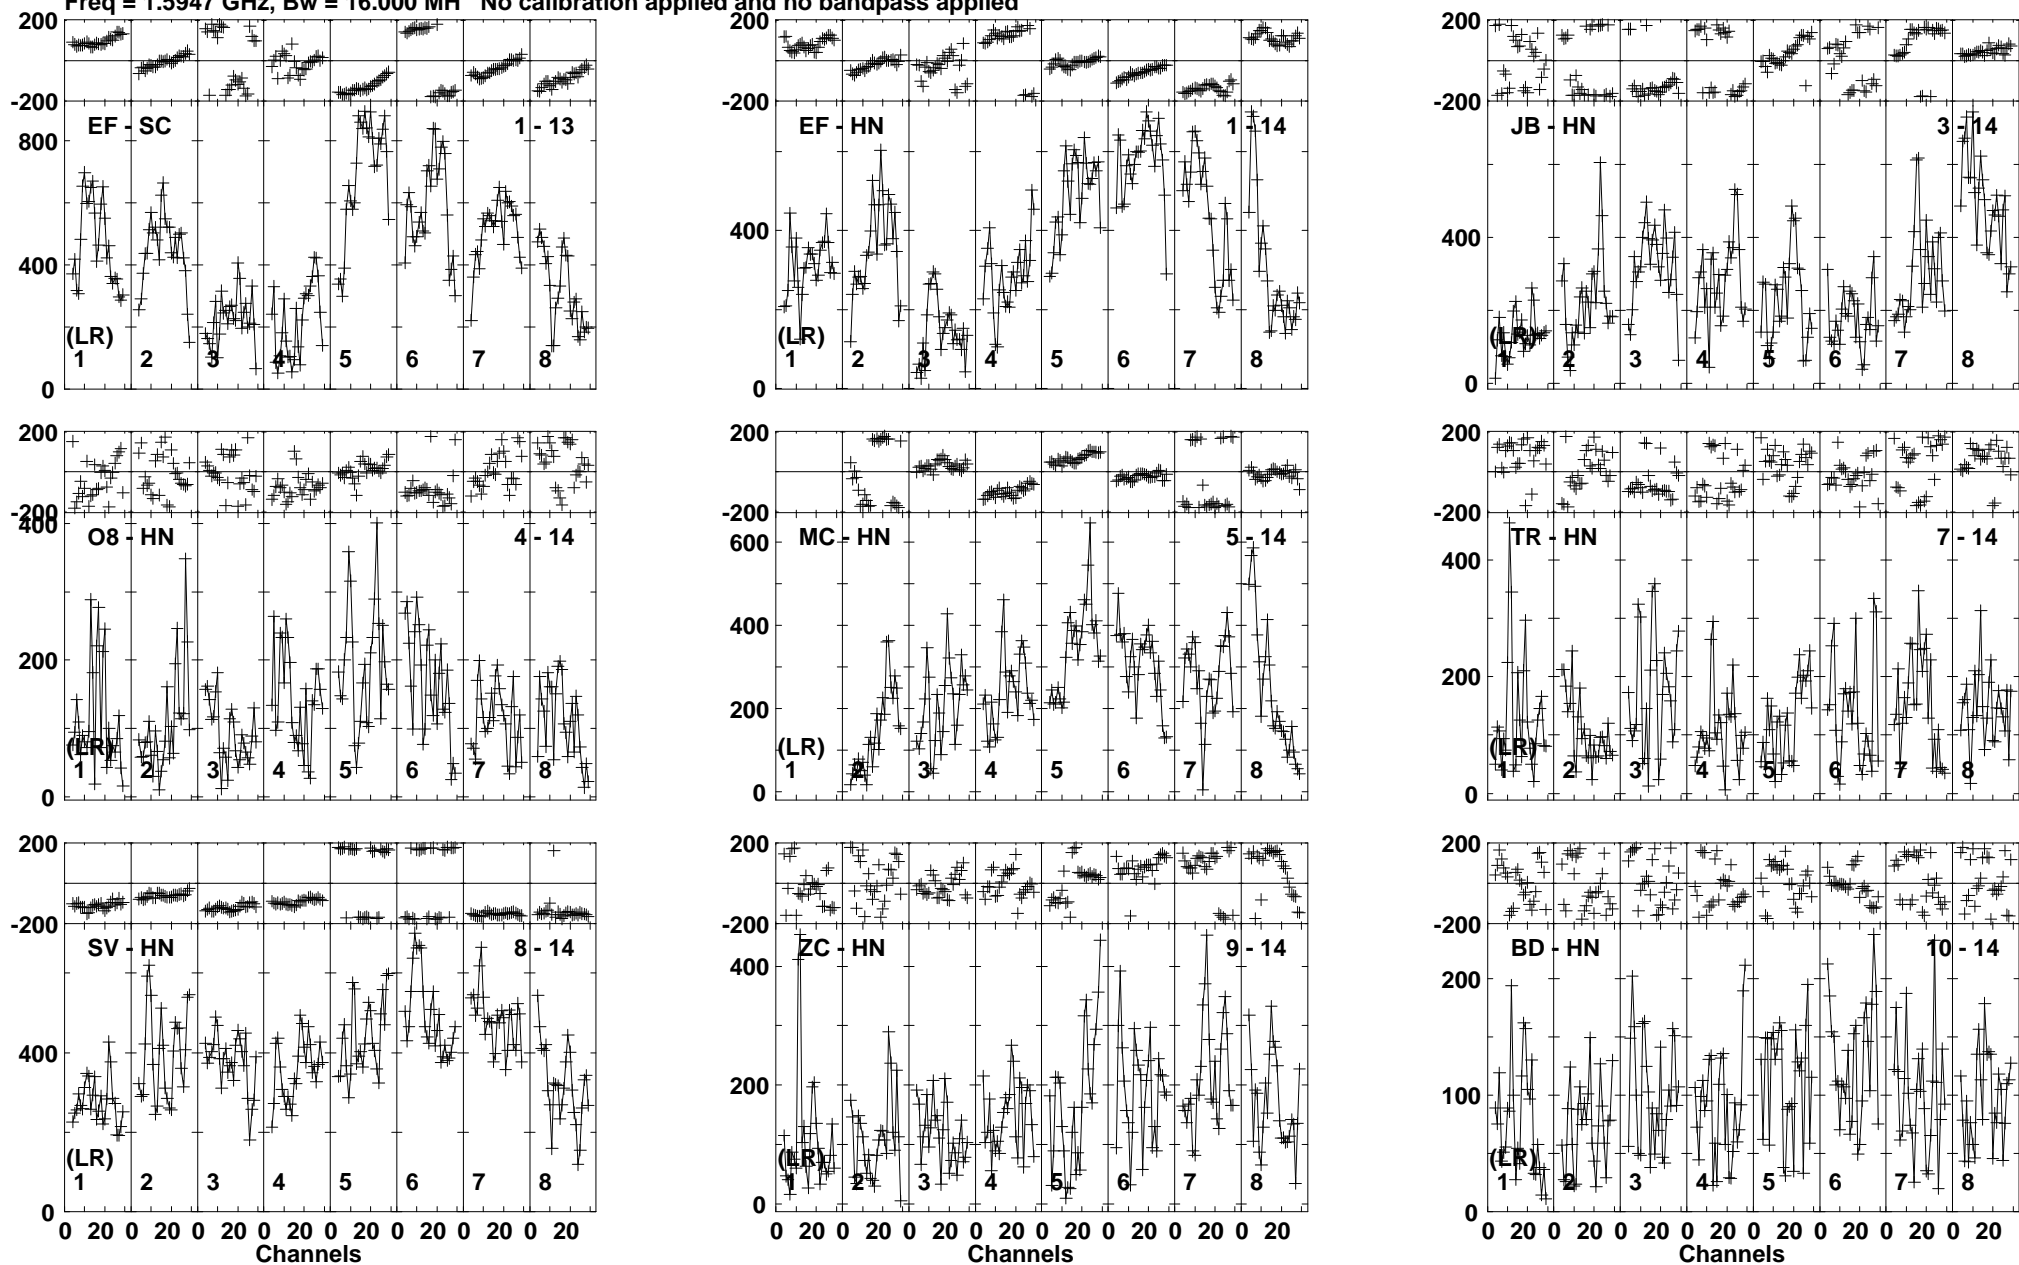 Freq = 1.5947 GHz, Bw = 16.000 MH No calibration applied and no bandpass applied
200
-200
EF - SC 1 - 13
800
400
0
(LR)
1 2 3 4 5 6 7 8
200
-200
EF - HN 1 - 14
400
0
(LR)
1 2 3 4 5 6 7 8
200
-200
JB - HN 3 - 14
400
0
(LR)
1 2 3 4 5 6 7 8
200
-200
O8 - HN 4 - 14
400
200
0
(LR)
1 2 3 4 5 6 7 8
200
-200
MC - HN 5 - 14
600
400
200
0
(LR)
1 2 3 4 5 6 7 8
200
-200
TR - HN 7 - 14
400
200
0
(LR)
1 2 3 4 5 6 7 8
200
-200
SV - HN 8 - 14
400
0
(LR)
1 2 3 4 5 6 7 8
0 20 0 20 0 20 0 20 0 20 0 20 0 20 0 20
Channels
200
-200
ZC - HN 9 - 14
400
200
0
(LR)
1 2 3 4 5 6 7 8
0 20 0 20 0 20 0 20 0 20 0 20 0 20 0 20
Channels
200
-200
BD - HN 10 - 14
200
100
0
(LR)
1 2 3 4 5 6 7 8
0 20 0 20 0 20 0 20 0 20 0 20 0 20 0 20
Channels